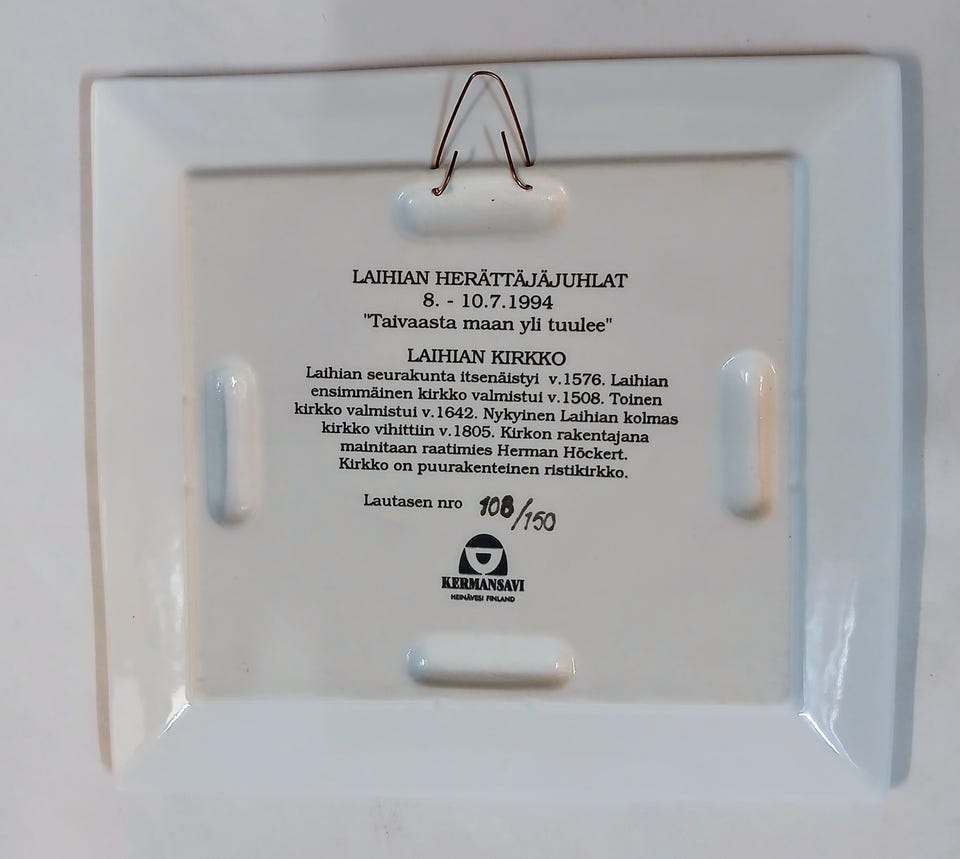 LAIHIAN HERÄTTÄJÄJUHLAT
8. - 10.7.1994
"Taivaasta maan yli tuulee"
LAIHIAN KIRKKO
Laihian seurakunta itsenäistyi v.1576. Laihian
ensimmäinen kirkko valmistui v.1508. Toinen
kirkko valmistui v.1642. Nykyinen Laihian kolmas
kirkko vihittiin v.1805. Kirkon rakentajana
mainitaan raatimies Herman Höckert.
Kirkko on puurakenteinen ristikirkko.
Lautasen nro 108/150
KERMANSAVI
HEINÄVESI FINLAND